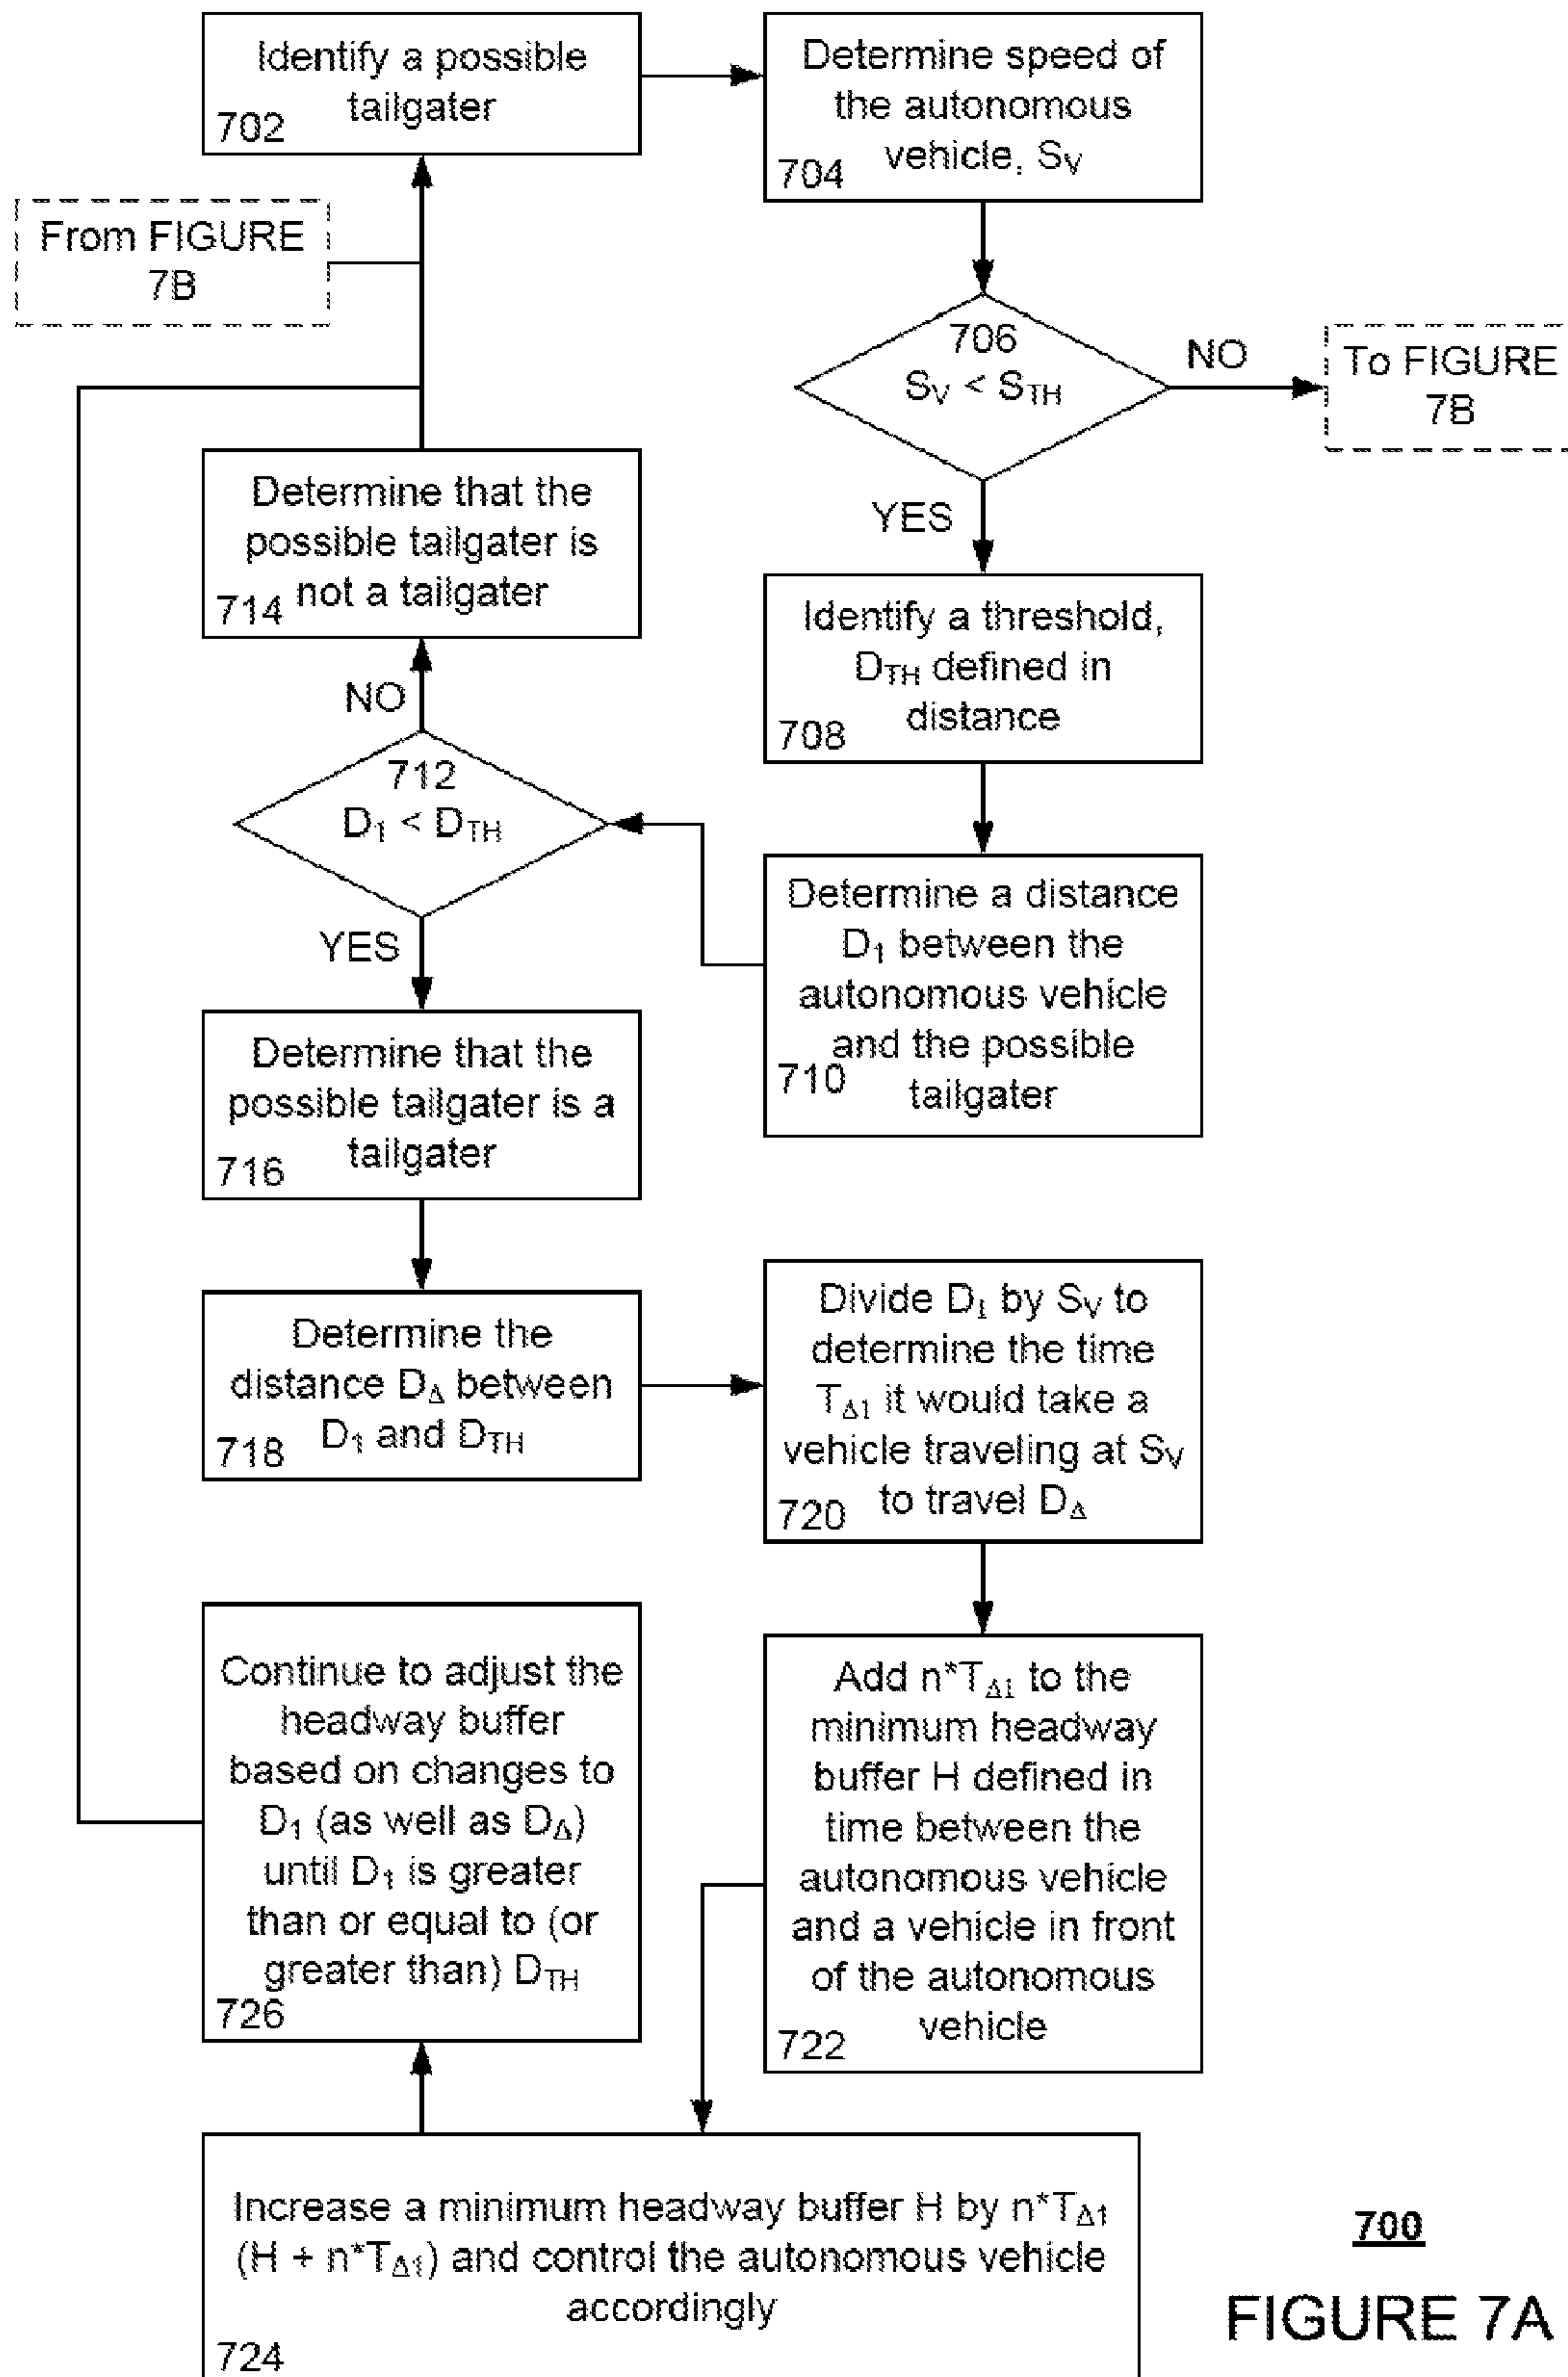 Identify a possible
tailgater
702
Determine speed of
the autonomous
vehicle, SV
704
From FIGURE
7B
706
SV < STH
NO
To FIGURE
7B
YES
Determine that the
possible tailgater is
not a tailgater
714
Identify a threshold,
DTH defined in
distance
708
NO
712
D1 < DTH
YES
Determine a distance
D1 between the
autonomous vehicle
and the possible
tailgater
710
Determine that the
possible tailgater is a
tailgater
716
Determine the
distance DΔ between
D1 and DTH
718
Divide D1 by SV to
determine the time
TΔ1 it would take a
vehicle traveling at SV
to travel DΔ
720
Continue to adjust the
headway buffer
based on changes to
D1 (as well as DΔ)
until D1 is greater
than or equal to (or
greater than) DTH
726
Add n*TΔ1 to the
minimum headway
buffer H defined in
time between the
autonomous vehicle
and a vehicle in front
of the autonomous
vehicle
722
Increase a minimum headway buffer H by n*TΔ1
(H + n*TΔ1) and control the autonomous vehicle
accordingly
724
700
FIGURE 7A